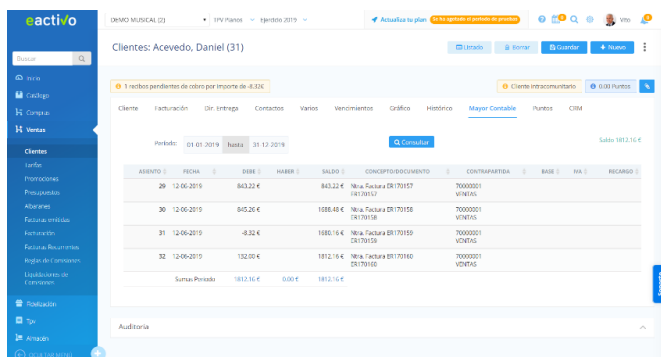 eactivo
DEMO MUSICAL (2)
TPV Pianos
Ejercicio 2019
Actualiza tu plan
Se ha agotado el periodo de pruebas
Vito
Buscar
Clientes: Acevedo, Daniel (31)
Listado
Borrar
Guardar
+ Nuevo
Inicio
Catálogo
Compras
Ventas
Clientes
Tarifas
Promociones
Presupuestos
Albaranes
Facturas emitidas
Facturación
Facturas Recurrentes
Reglas de Comisiones
Liquidaciones de
Comisiones
Fidelización
Tpv
Almacén
OCULTAR MENÚ
1 recibos pendientes de cobro por importe de -8.32€
Cliente intracomunitario
0.00 Puntos
Cliente Facturación Dir. Entrega Contactos Varios Vencimientos Gráfico Histórico Mayor Contable Puntos CRM
Periodo: 01-01-2019 hasta 31-12-2019
Consultar
Saldo 1812.16 €
ASIENTO FECHA DEBE HABER SALDO CONCEPTO/DOCUMENTO CONTRAPARTIDA BASE IVA RECARGO
29 12-06-2019 843.22 € 843.22 € Ntra. Factura ER170157 70000001
ER170157 VENTAS
30 12-06-2019 845.26 € 1688.48 € Ntra. Factura ER170158 70000001
ER170158 VENTAS
31 12-06-2019 -8.32 € 1680.16 € Ntra. Factura ER170159 70000001
ER170159 VENTAS
32 12-06-2019 132.00 € 1812.16 € Ntra. Factura ER170160 70000001
ER170160 VENTAS
Sumas Periodo 1812.16 € 0.00 € 1812.16 €
Auditoria
Soporte